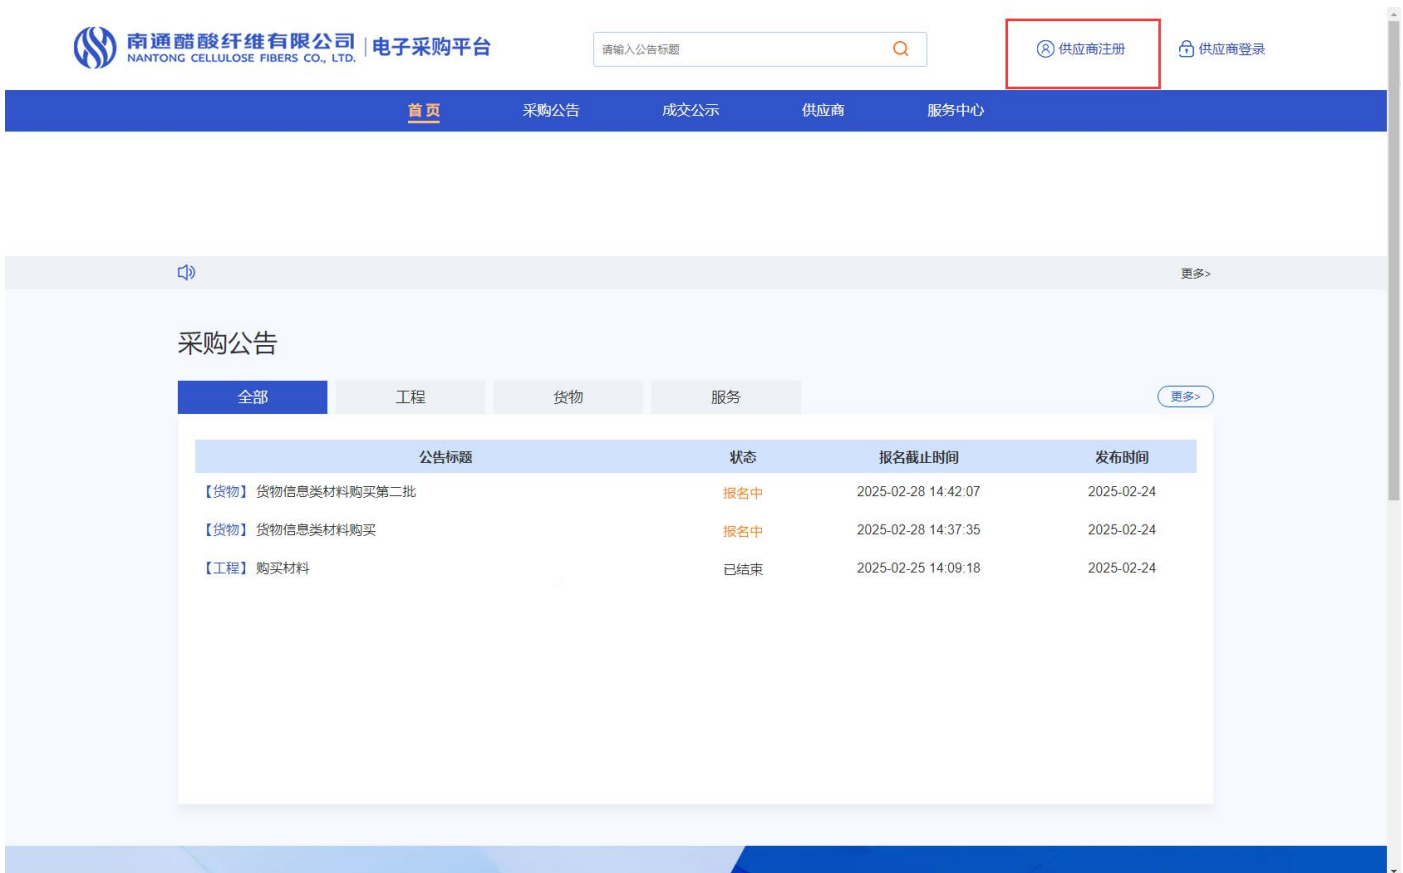 南通醋酸纤维有限公司 电子采购平台
NANTONG CELLULOSE FIBERS CO., LTD.
请输入公告标题
供应商注册
供应商登录
首页 采购公告 成交公示 供应商 服务中心
更多>
采购公告
全部 工程 货物 服务 更多>
公告标题 状态 报名截止时间 发布时间
【货物】 货物信息类材料购买第二批 报名中 2025-02-28 14:42:07 2025-02-24
【货物】 货物信息类材料购买 报名中 2025-02-28 14:37:35 2025-02-24
【工程】 购买材料 已结束 2025-02-25 14:09:18 2025-02-24